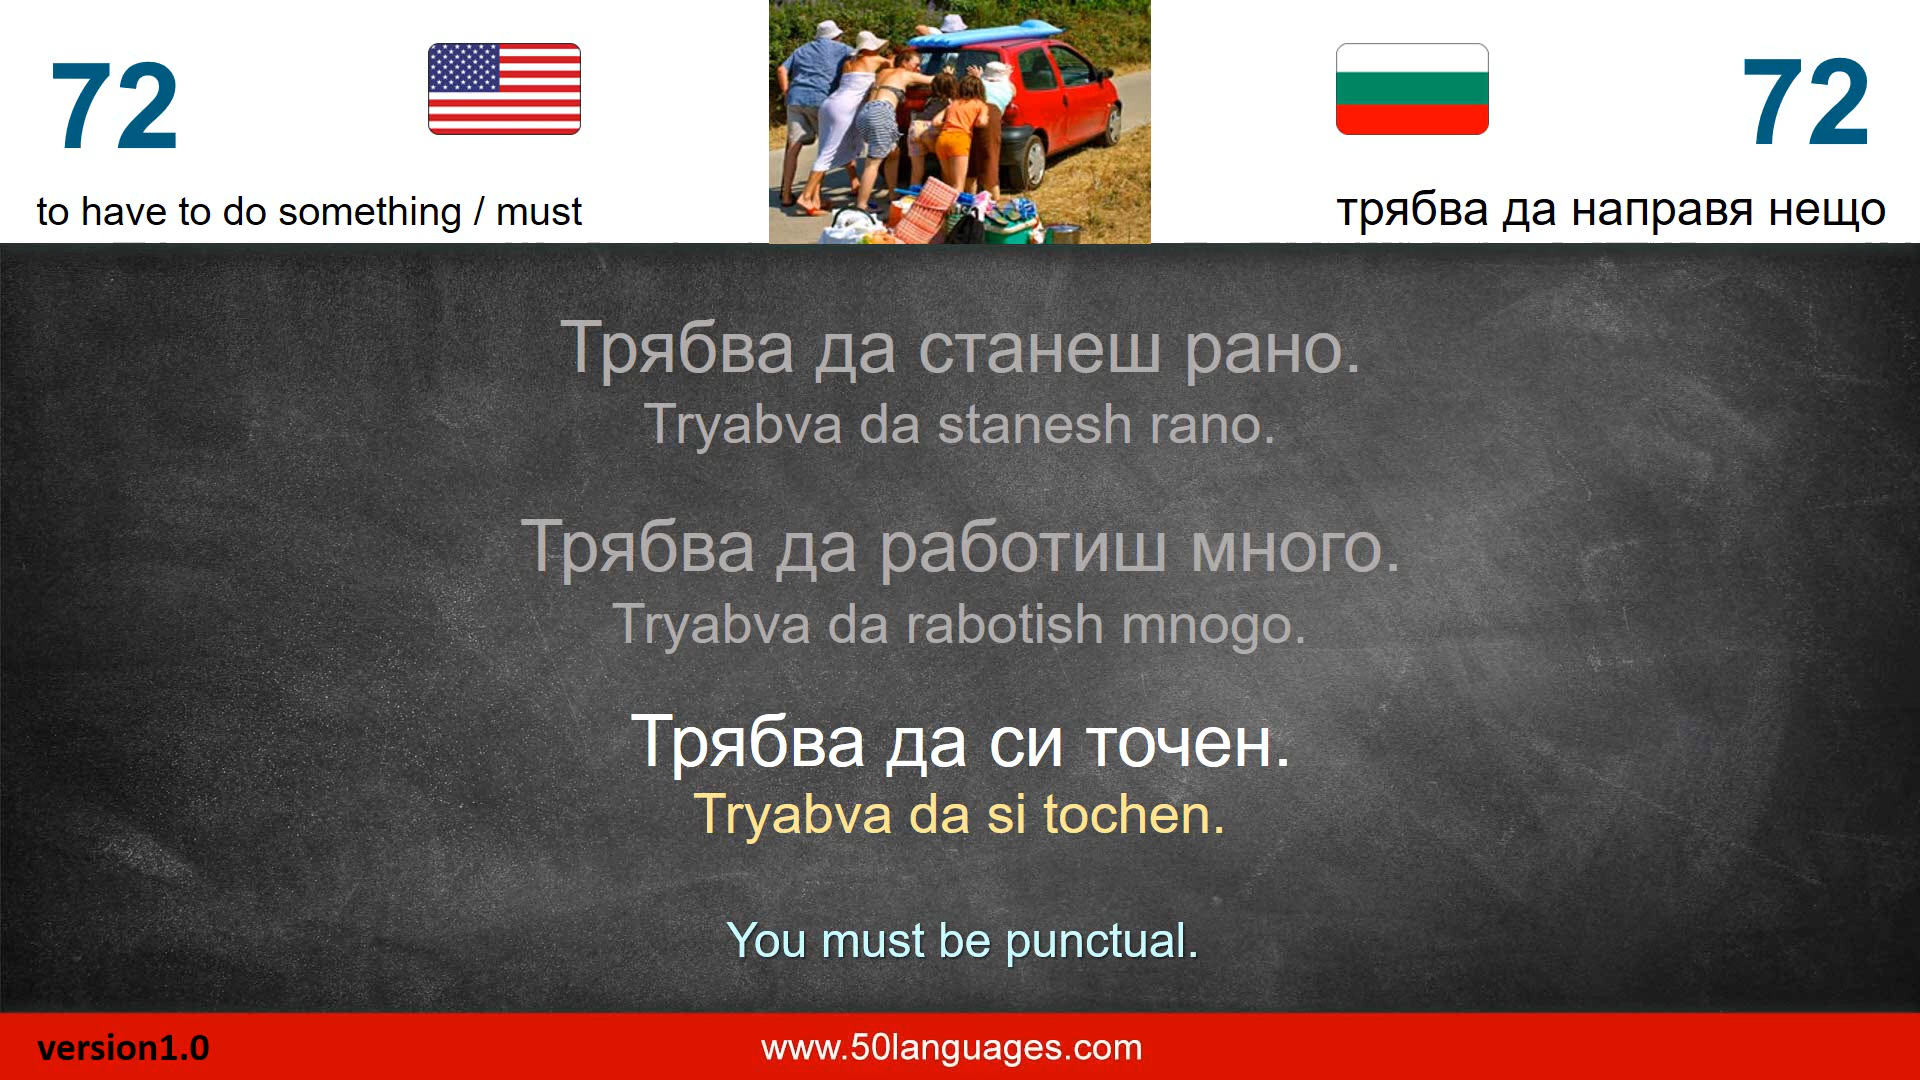 72
72
to have to do something / must
трябва да направя нещо
Трябва да станеш рано.
Tryabva da stanesh rano.
Трябва да работиш много.
Tryabva da rabotish mnogo.
Трябва да си точен.
Tryabva da si tochen.
You must be punctual.
version1.0
www.50languages.com